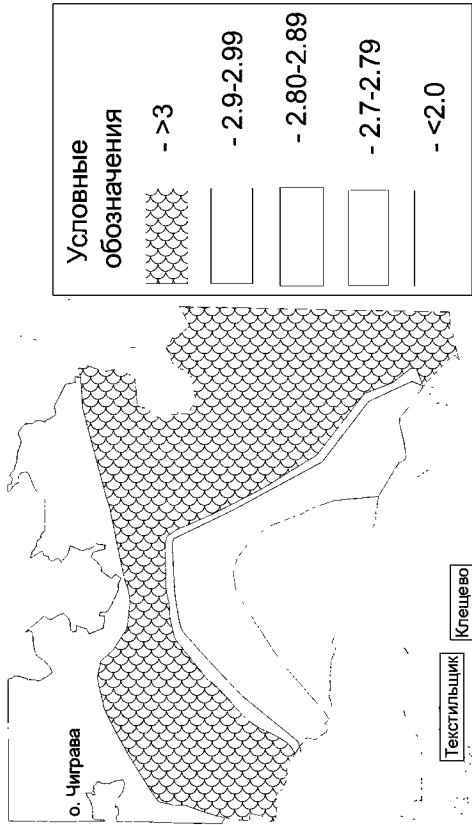 Условные
обозначения
- >3
- 2.9-2.99
- 2.80-2.89
- 2.7-2.79
- <2.0
о. Чиграва
Текстильщик
Клещево